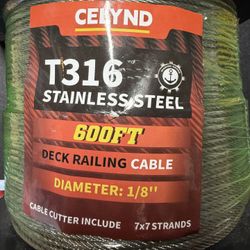 CELYND
T316
STAINLESS STEEL
600FT
DECK RAILING CABLE
DIAMETER: 1/8"
CABLE CUTTER INCLUDE 7x7 STRANDS